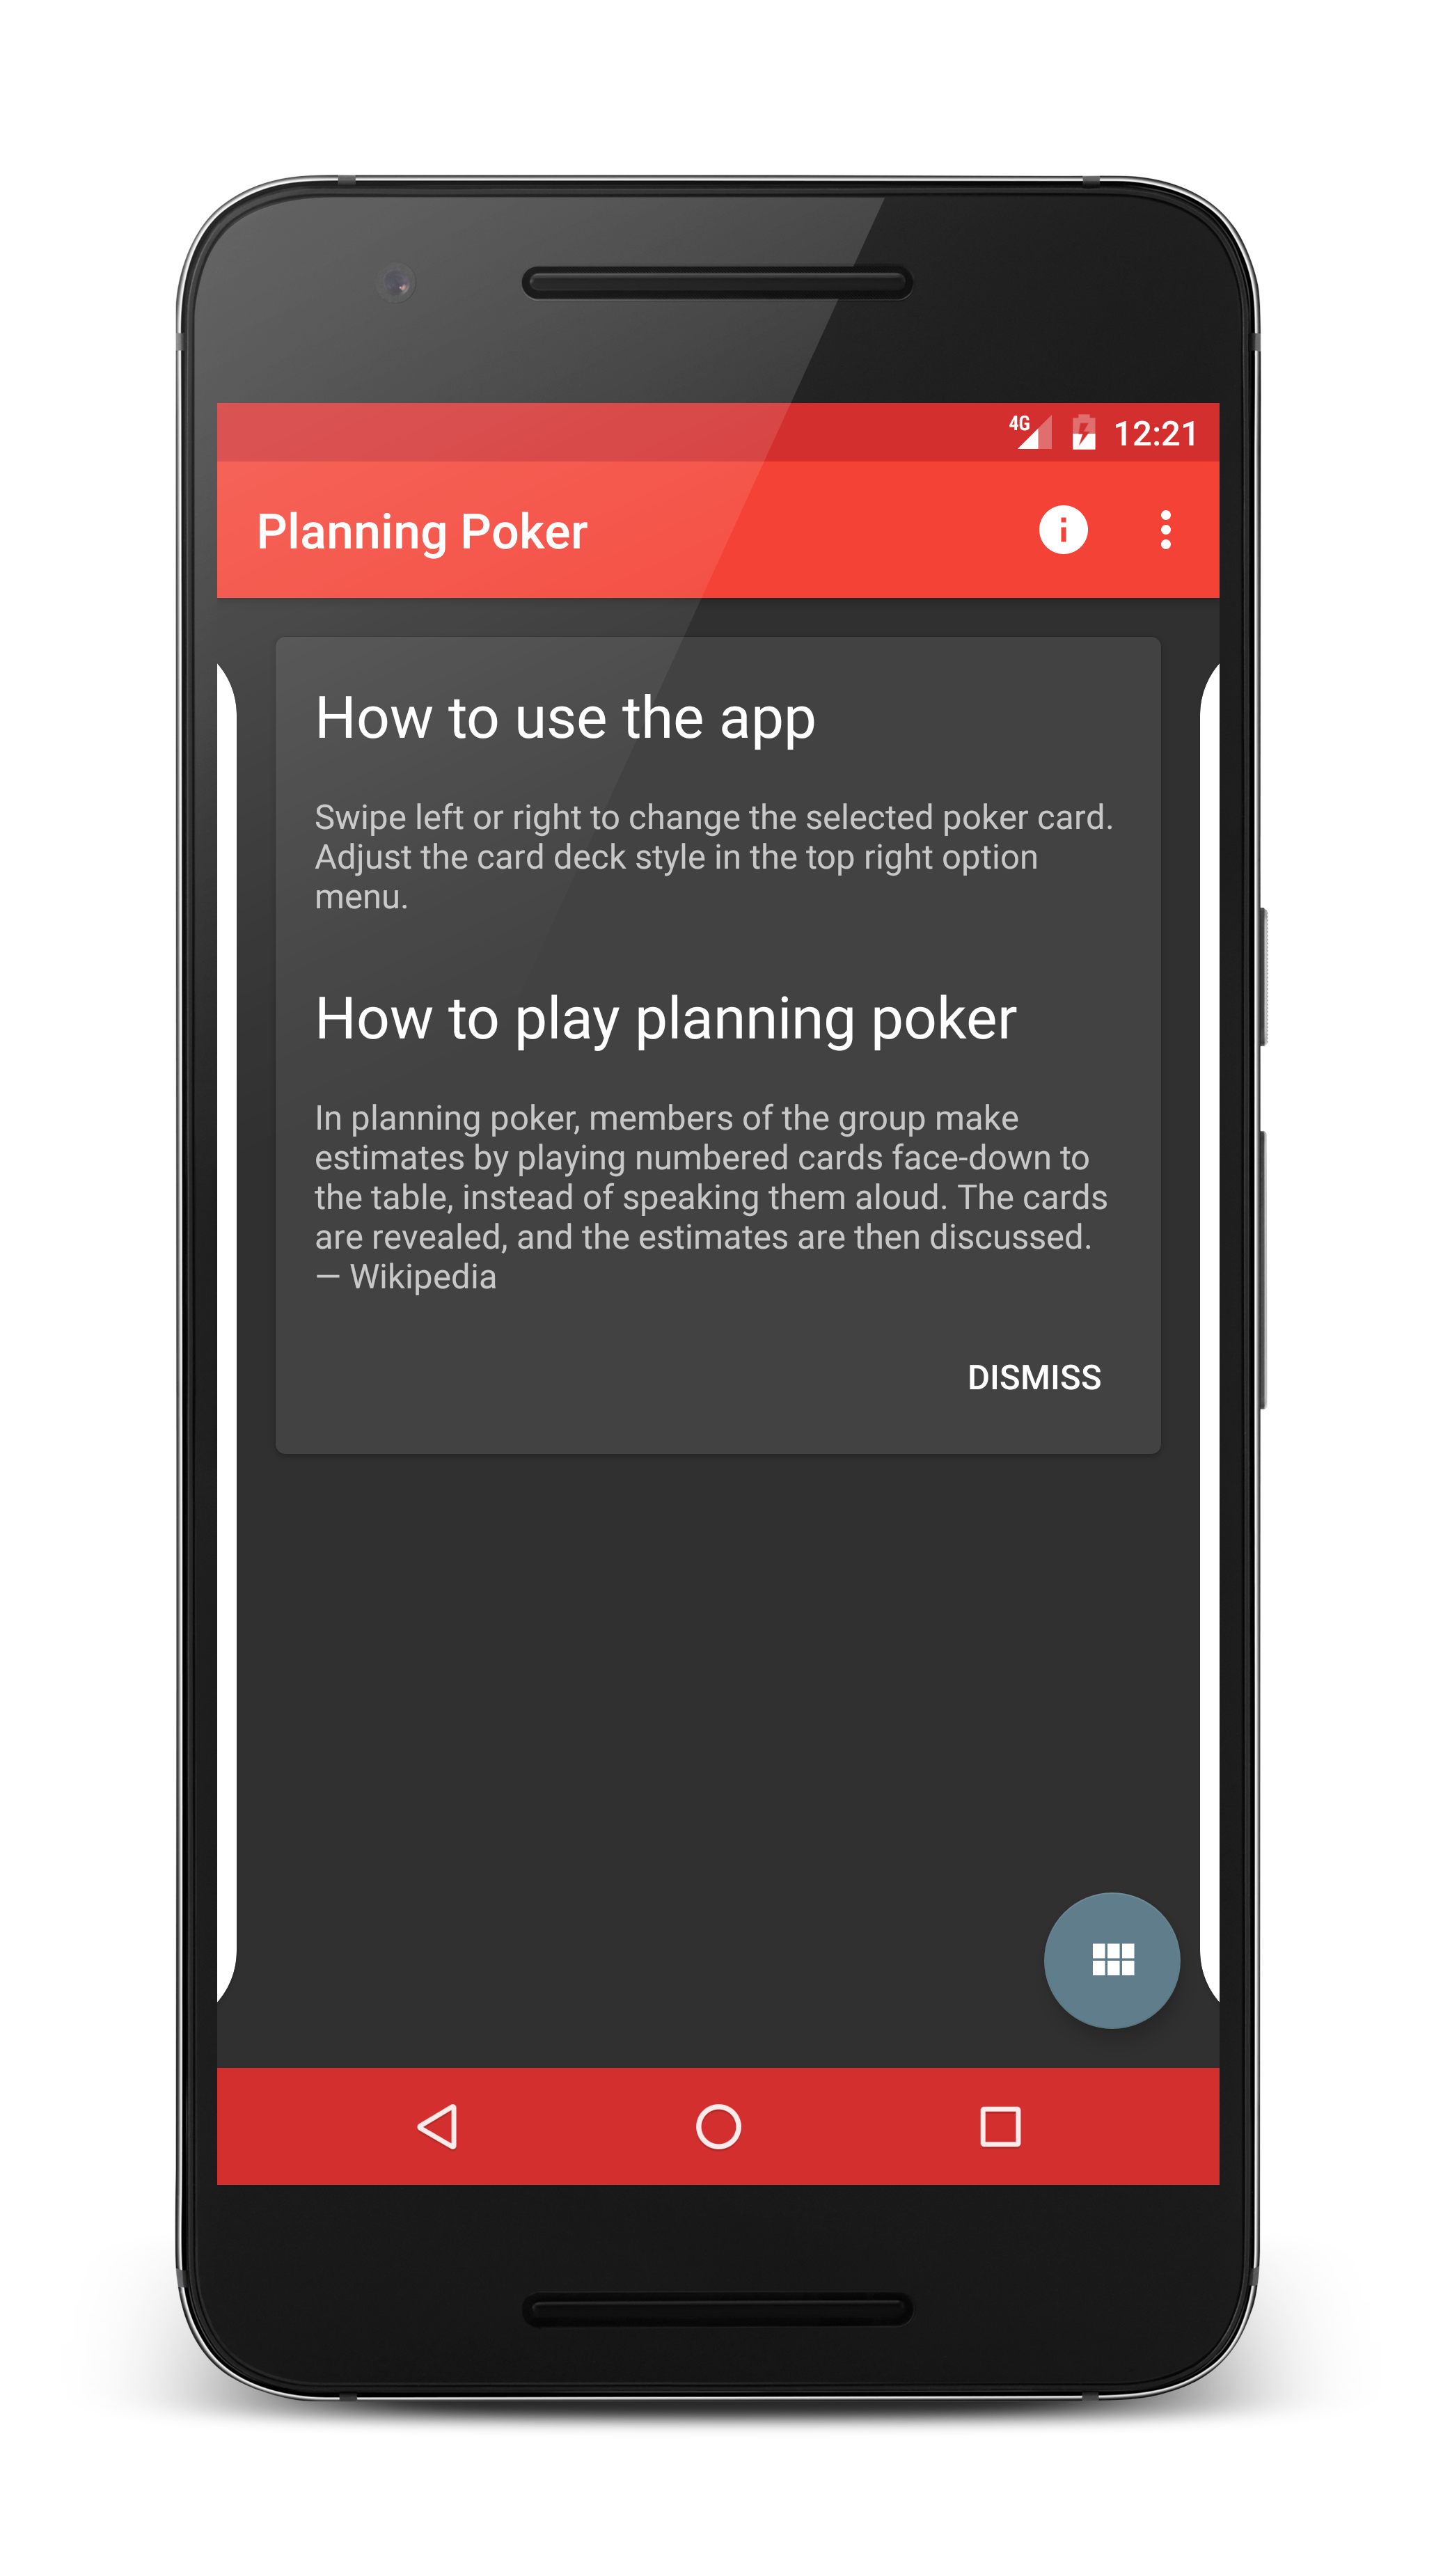 4G 12:21
Planning Poker
How to use the app
Swipe left or right to change the selected poker card.
Adjust the card deck style in the top right option
menu.
How to play planning poker
In planning poker, members of the group make
estimates by playing numbered cards face-down to
the table, instead of speaking them aloud. The cards
are revealed, and the estimates are then discussed.
— Wikipedia
DISMISS